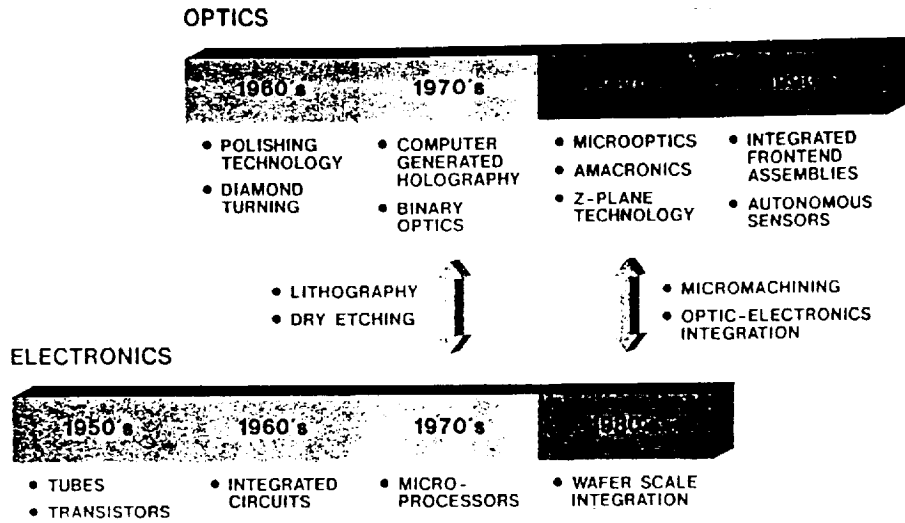 OPTICS
1960's 1970's
• POLISHING TECHNOLOGY
• DIAMOND TURNING
• COMPUTER GENERATED HOLOGRAPHY
• BINARY OPTICS
• MICROOPTICS
• AMACRONICS
• Z-PLANE TECHNOLOGY
• INTEGRATED FRONTEND ASSEMBLIES
• AUTONOMOUS SENSORS
• LITHOGRAPHY
• DRY ETCHING
• MICROMACHINING
• OPTIC-ELECTRONICS INTEGRATION
ELECTRONICS
1950's 1960's 1970's 1980's
• TUBES
• TRANSISTORS
• INTEGRATED CIRCUITS
• MICRO-PROCESSORS
• WAFER SCALE INTEGRATION